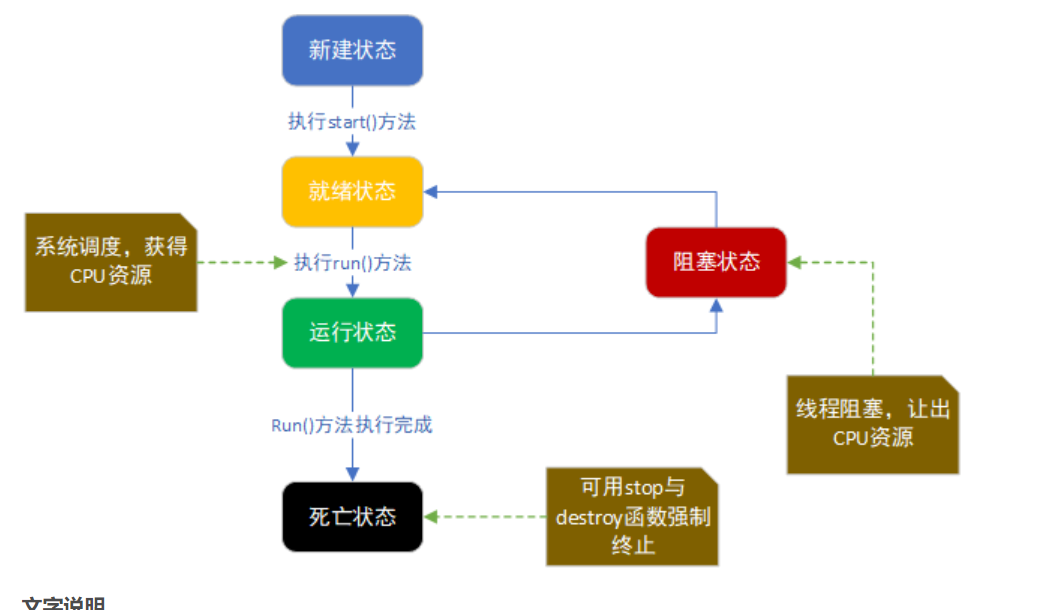 新建状态
执行start()方法
就绪状态
系统调度，获得
CPU资源
执行run()方法
阻塞状态
运行状态
线程阻塞，让出
CPU资源
Run()方法执行完成
可用stop与
destroy函数强制
终止
死亡状态
文字说明